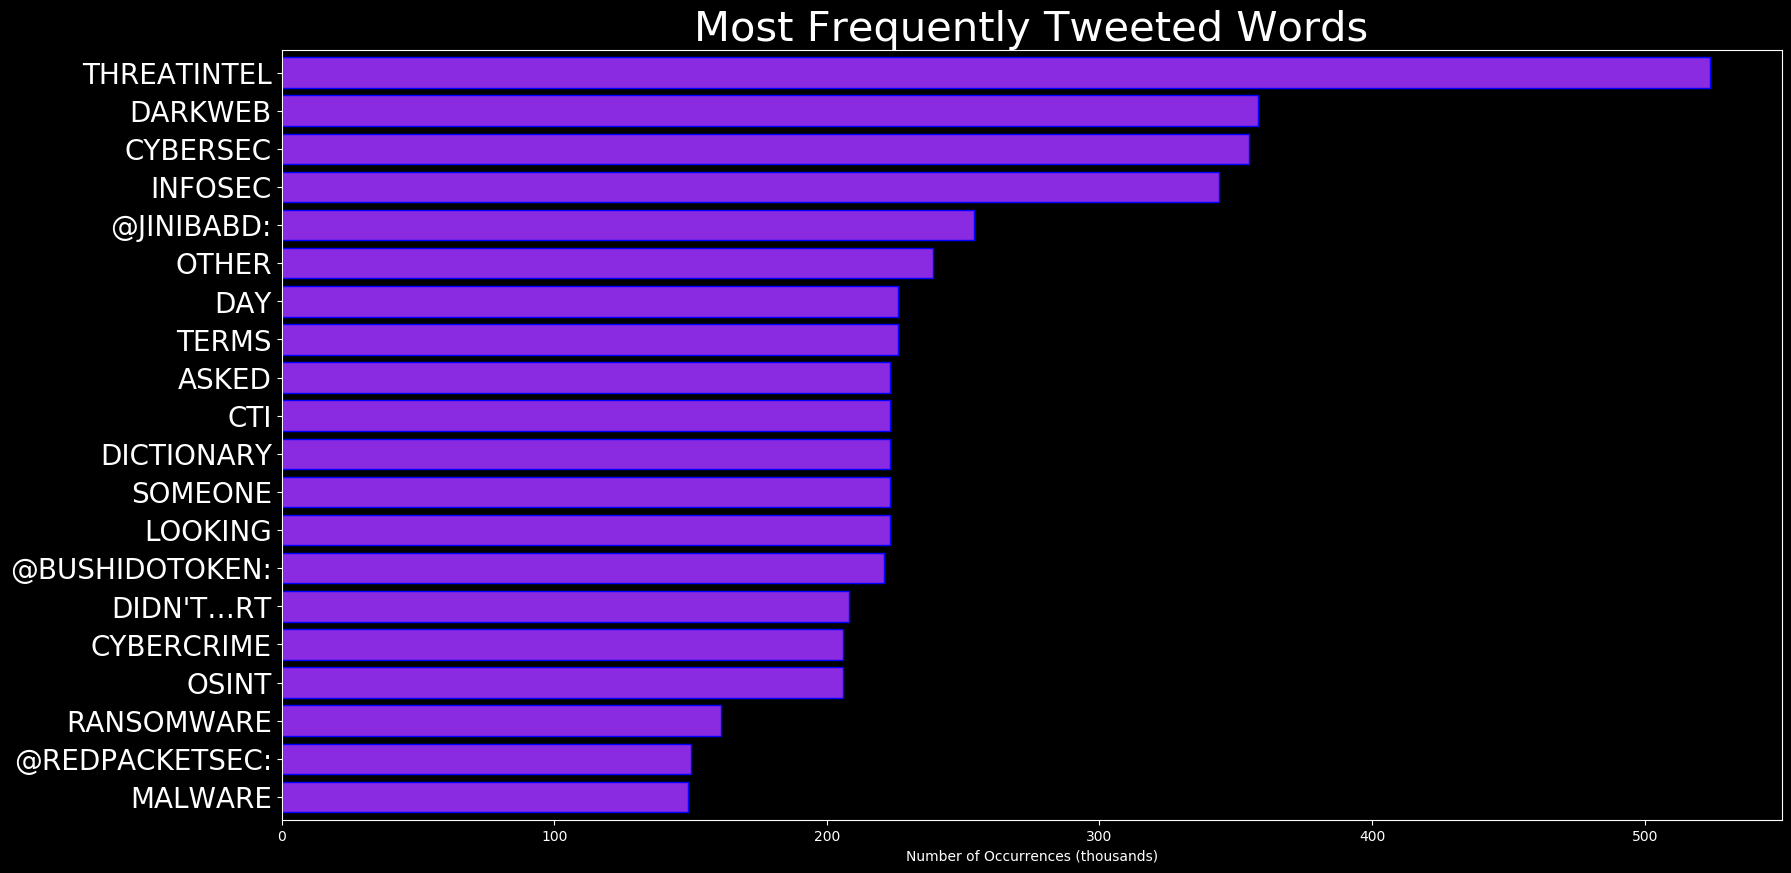 Most Frequently Tweeted Words
THREATINTEL
DARKWEB
CYBERSEC
INFOSEC
@JINIBABD:
OTHER
DAY
TERMS
ASKED
CTI
DICTIONARY
SOMEONE
LOOKING
@BUSHIDOTOKEN:
DIDN'T…RT
CYBERCRIME
OSINT
RANSOMWARE
@REDPACKETSEC:
MALWARE
0 100 200 300 400 500
Number of Occurrences (thousands)